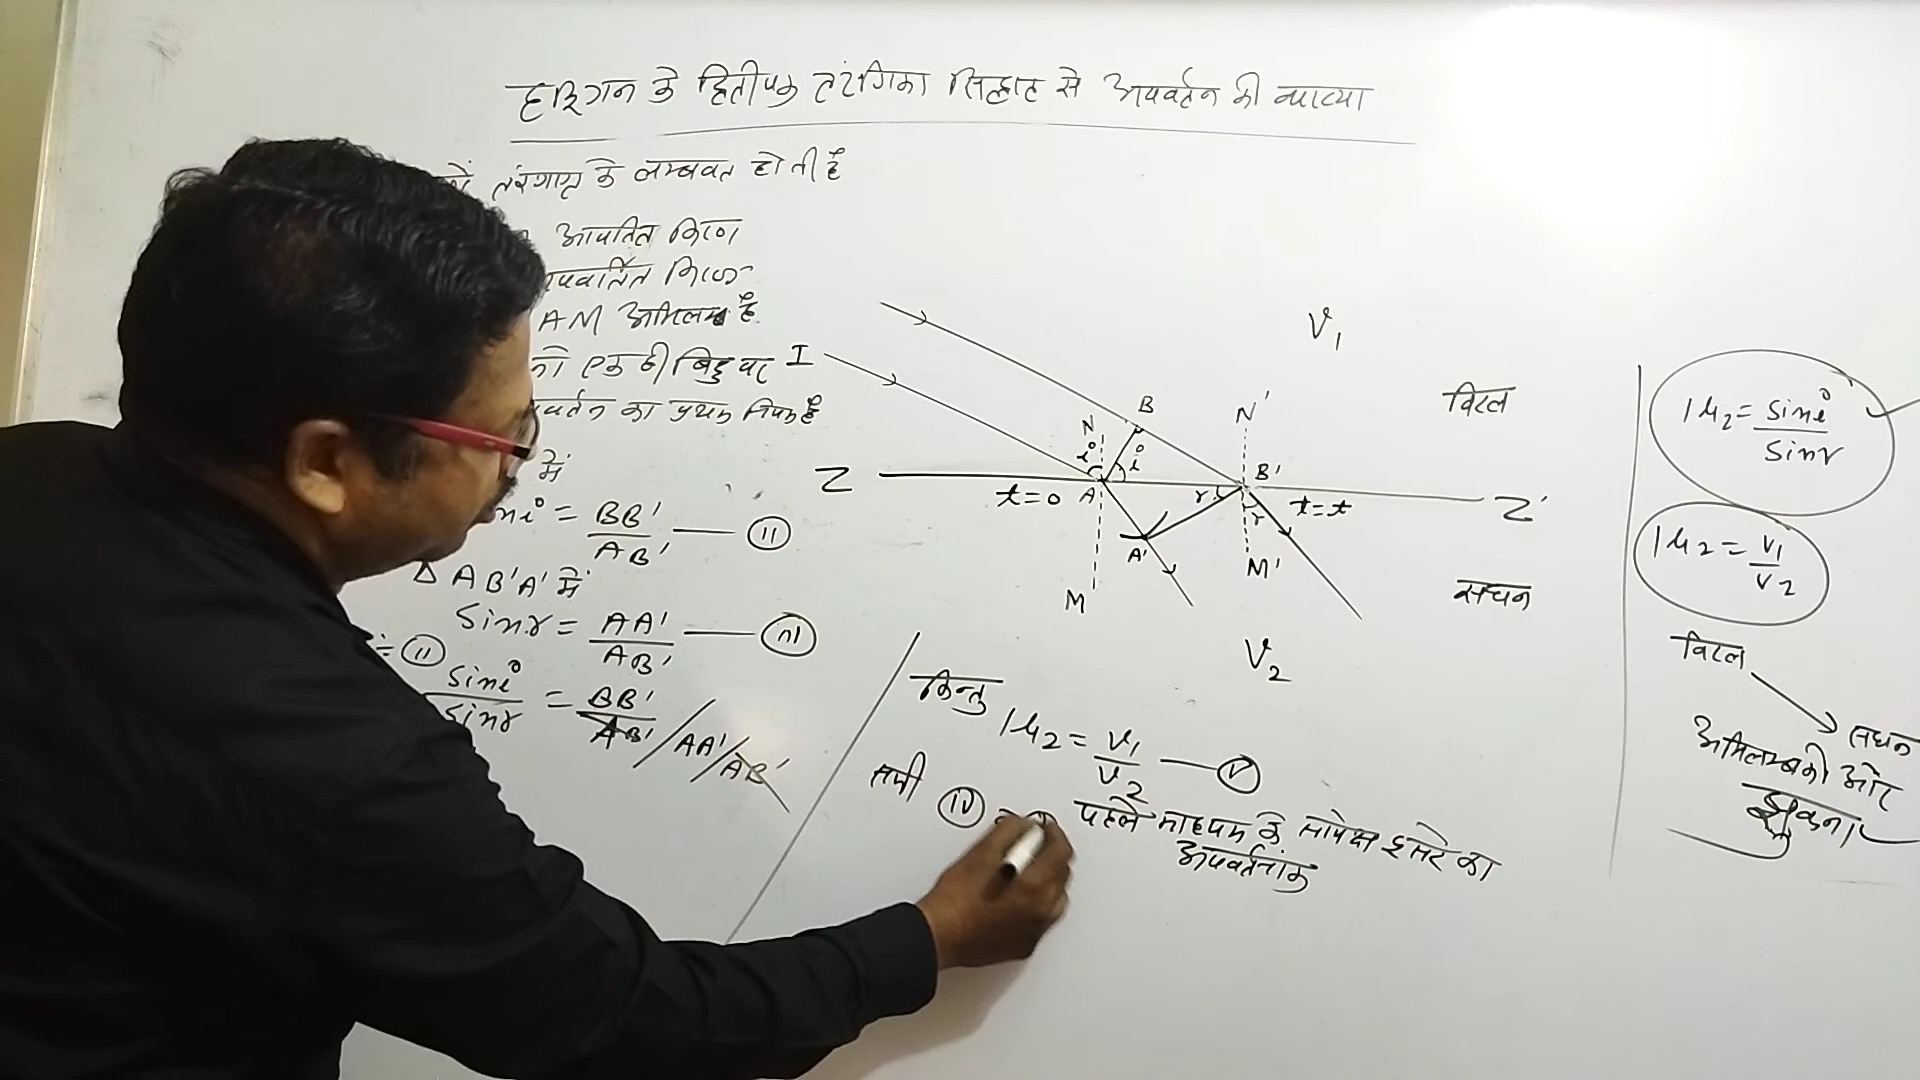 हाइगन के द्वितीयक तरंगिका सिद्धांत से अपवर्तन की व्याख्या
तरंगाग्र के लम्बवत होती है
आपतित किरण
अपवर्तित किरण
AM अभिलम्ब है.
एक ही बिन्दु पर
का प्रथम नियम है
में
= BB'/AB' — (II)
Δ AB'A' में
Sin r = AA'/AB' — (III)
(II)
Sin i/Sin r = BB'/AB' / AA'/AB'
I
B
N
N'
i
i
Z
A
B'
Z'
t=0
r
r
t=t
A'
M
M'
V1
विरल
सघन
V2
किन्तु 1μ2 = v1/v2 — (V)
(IV)
पहले माध्यम के सापेक्ष दूसरे का
अपवर्तनांक
1μ2 = Sin i/Sin r
1μ2 = v1/v2
विरल
सघन
अभिलम्ब की ओर
झुकना